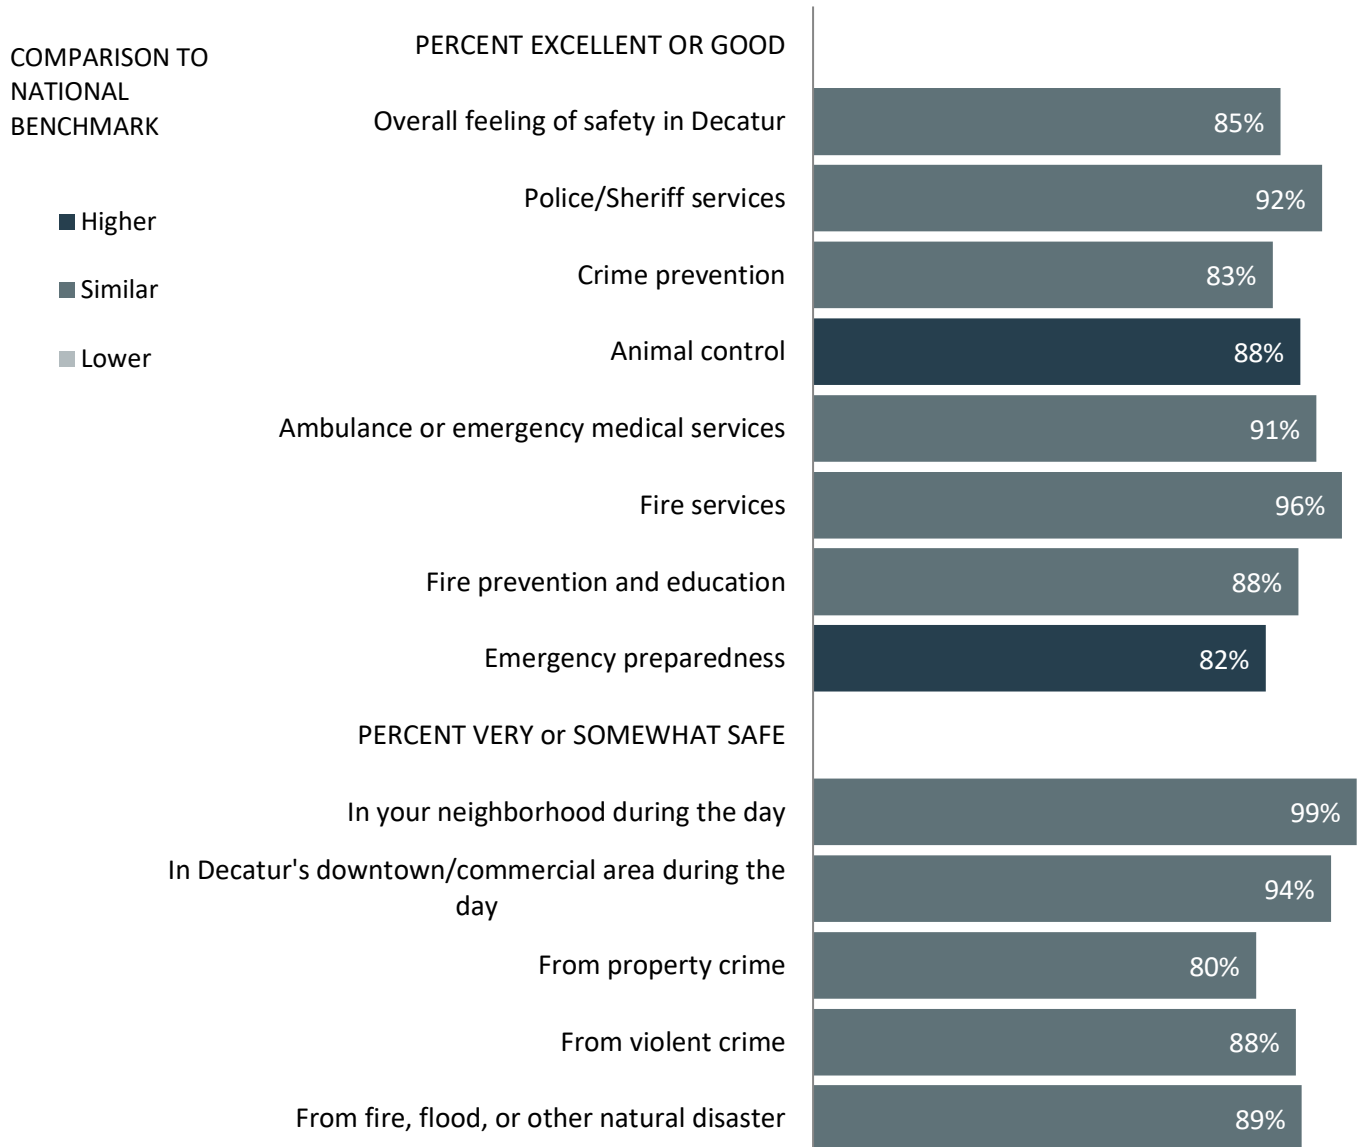 COMPARISON TO
NATIONAL
BENCHMARK
Higher
Similar
Lower
PERCENT EXCELLENT OR GOOD
Overall feeling of safety in Decatur 85%
Police/Sheriff services 92%
Crime prevention 83%
Animal control 88%
Ambulance or emergency medical services 91%
Fire services 96%
Fire prevention and education 88%
Emergency preparedness 82%
PERCENT VERY or SOMEWHAT SAFE
In your neighborhood during the day 99%
In Decatur's downtown/commercial area during the
day 94%
From property crime 80%
From violent crime 88%
From fire, flood, or other natural disaster 89%